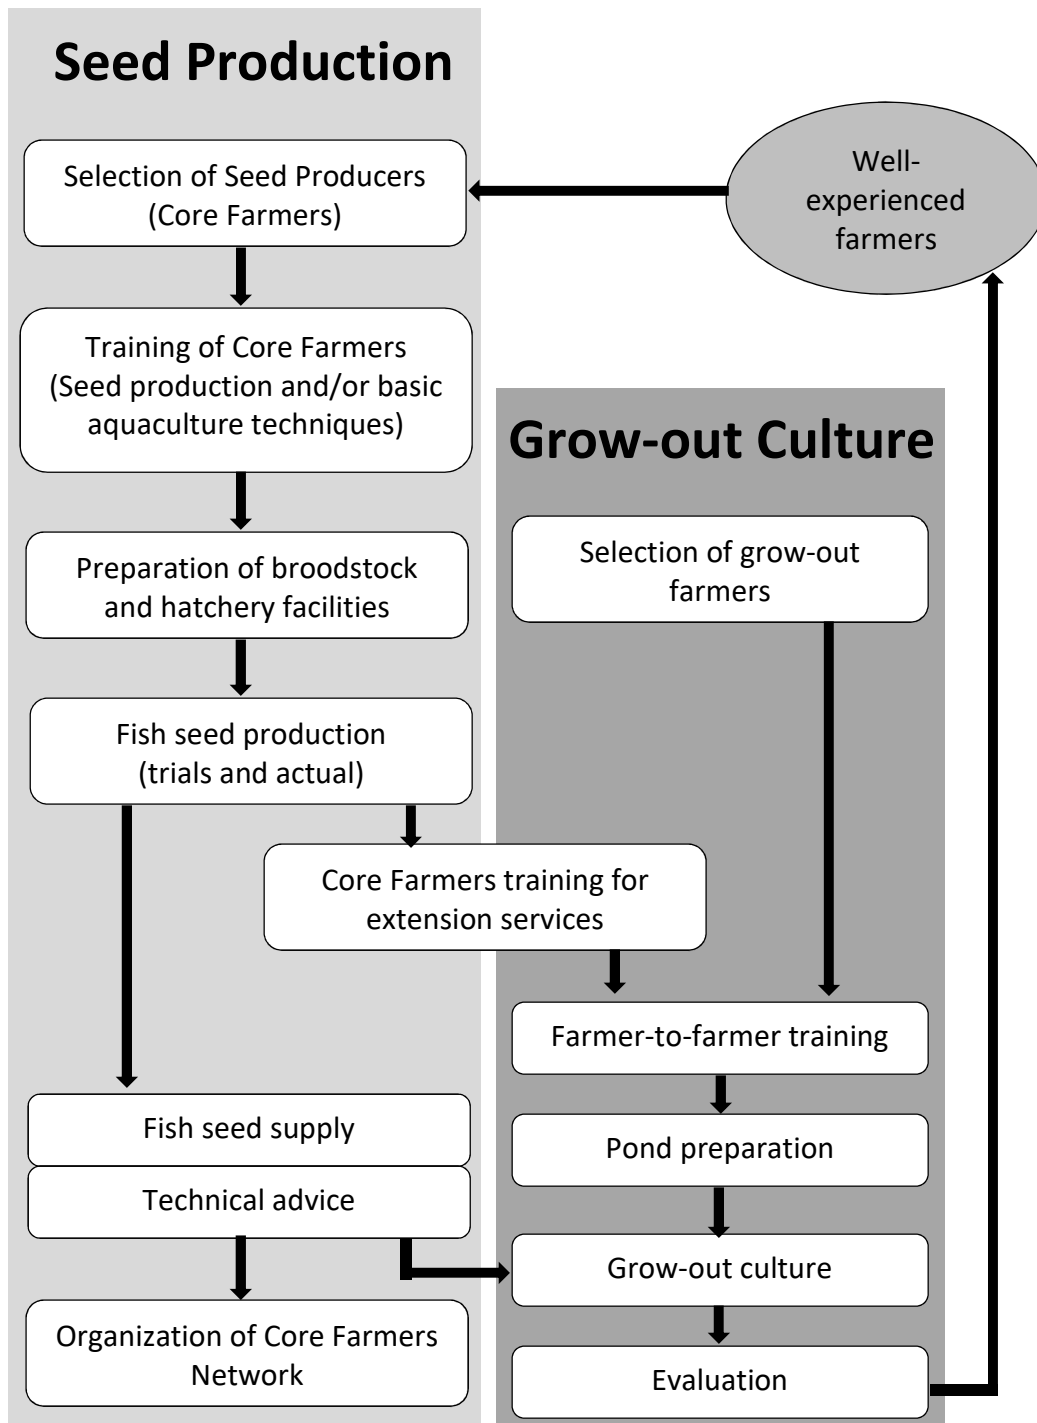 Seed Production
Selection of Seed Producers
(Core Farmers)
Well-
experienced
farmers
Training of Core Farmers
(Seed production and/or basic
aquaculture techniques)
Preparation of broodstock
and hatchery facilities
Fish seed production
(trials and actual)
Grow-out Culture
Selection of grow-out
farmers
Core Farmers training for
extension services
Farmer-to-farmer training
Pond preparation
Fish seed supply
Technical advice
Grow-out culture
Organization of Core Farmers
Network
Evaluation